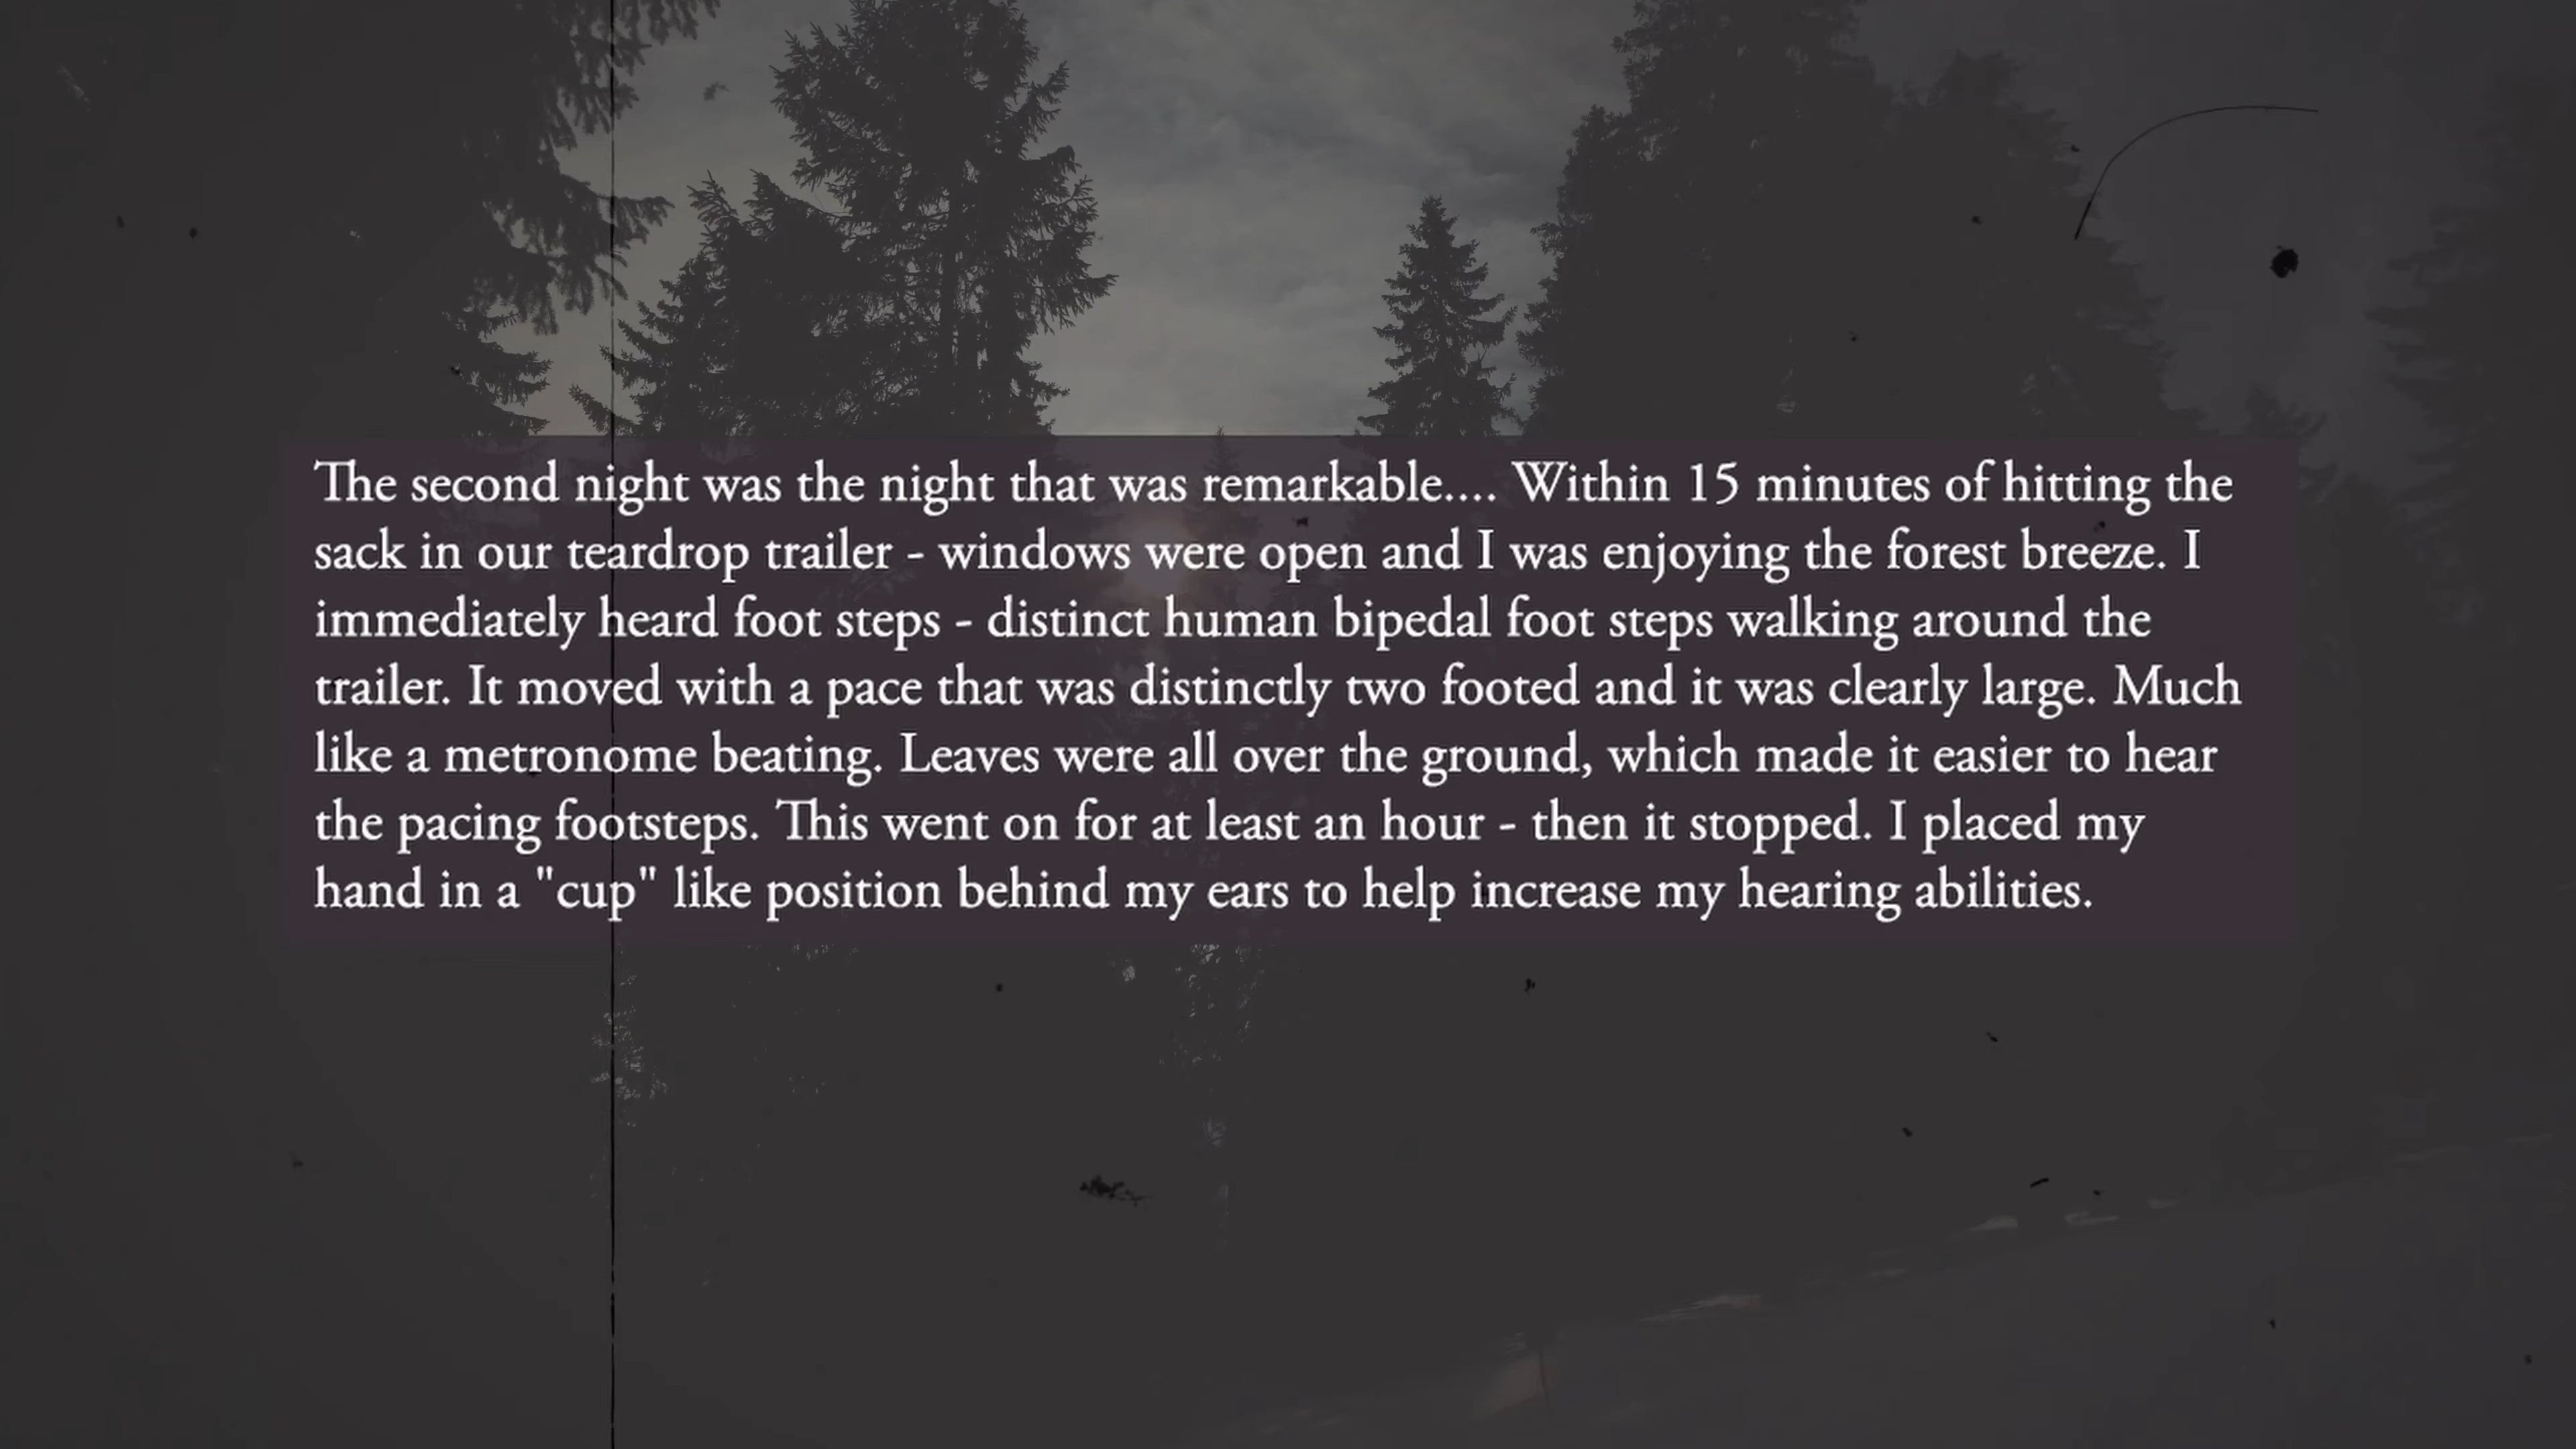 The second night was the night that was remarkable.... Within 15 minutes of hitting the
sack in our teardrop trailer - windows were open and I was enjoying the forest breeze. I
immediately heard foot steps - distinct human bipedal foot steps walking around the
trailer. It moved with a pace that was distinctly two footed and it was clearly large. Much
like a metronome beating. Leaves were all over the ground, which made it easier to hear
the pacing footsteps. This went on for at least an hour - then it stopped. I placed my
hand in a "cup" like position behind my ears to help increase my hearing abilities.